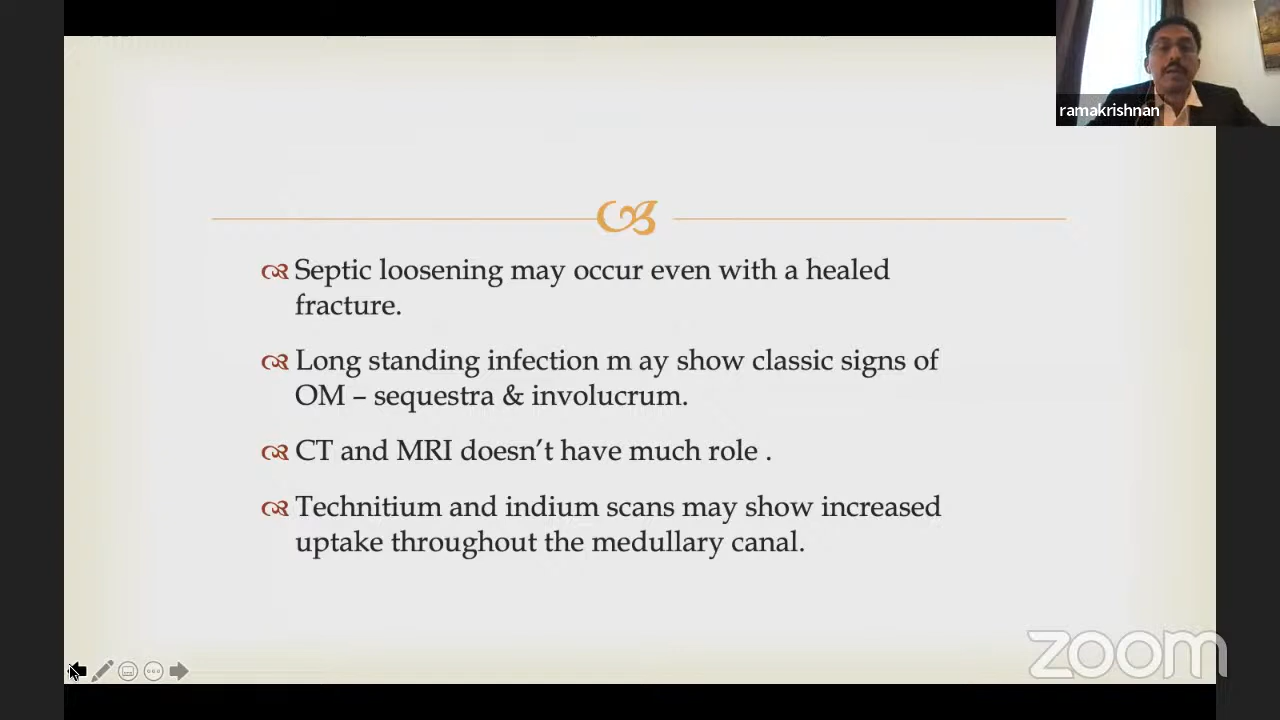 ramakrishnan
Septic loosening may occur even with a healed
fracture.
Long standing infection m ay show classic signs of
OM – sequestra & involucrum.
CT and MRI doesn’t have much role .
Technitium and indium scans may show increased
uptake throughout the medullary canal.
zoom